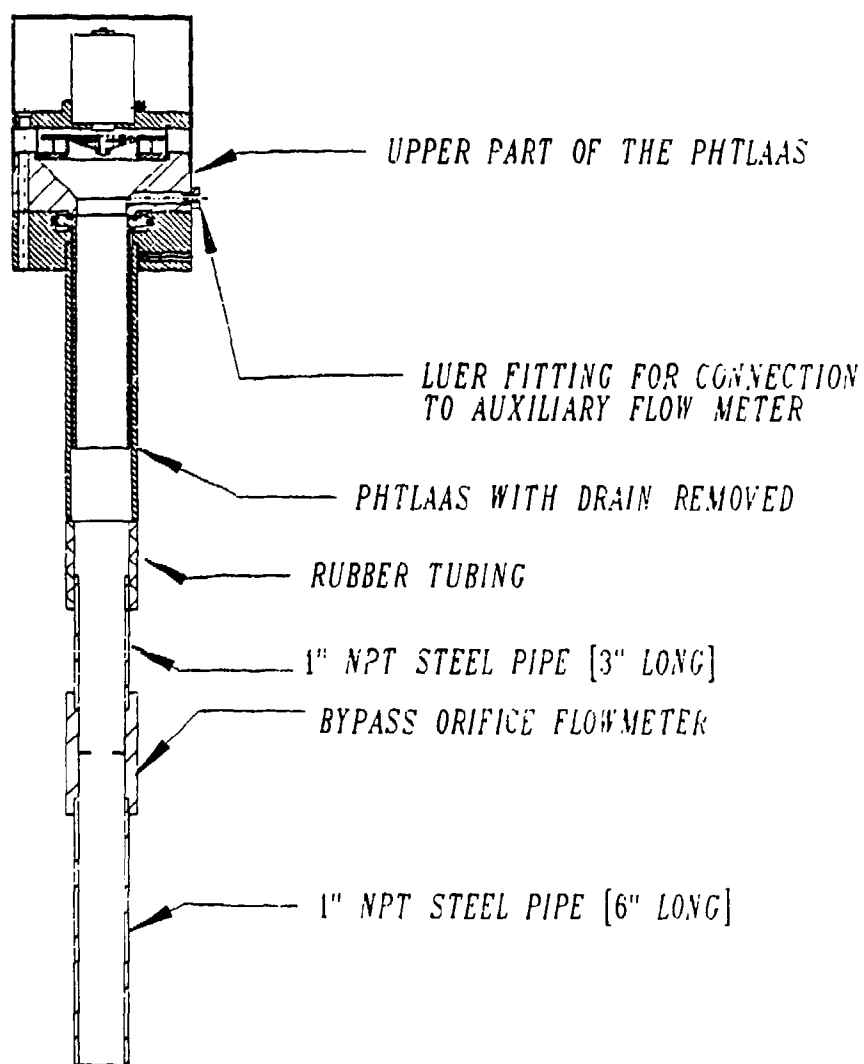 UPPER PART OF THE PHTLAAS
LUER FITTING FOR CONNECTION
TO AUXILIARY FLOW METER
PHTLAAS WITH DRAIN REMOVED
RUBBER TUBING
1" NPT STEEL PIPE [3" LONG]
BYPASS ORIFICE FLOWMETER
1" NPT STEEL PIPE [6" LONG]